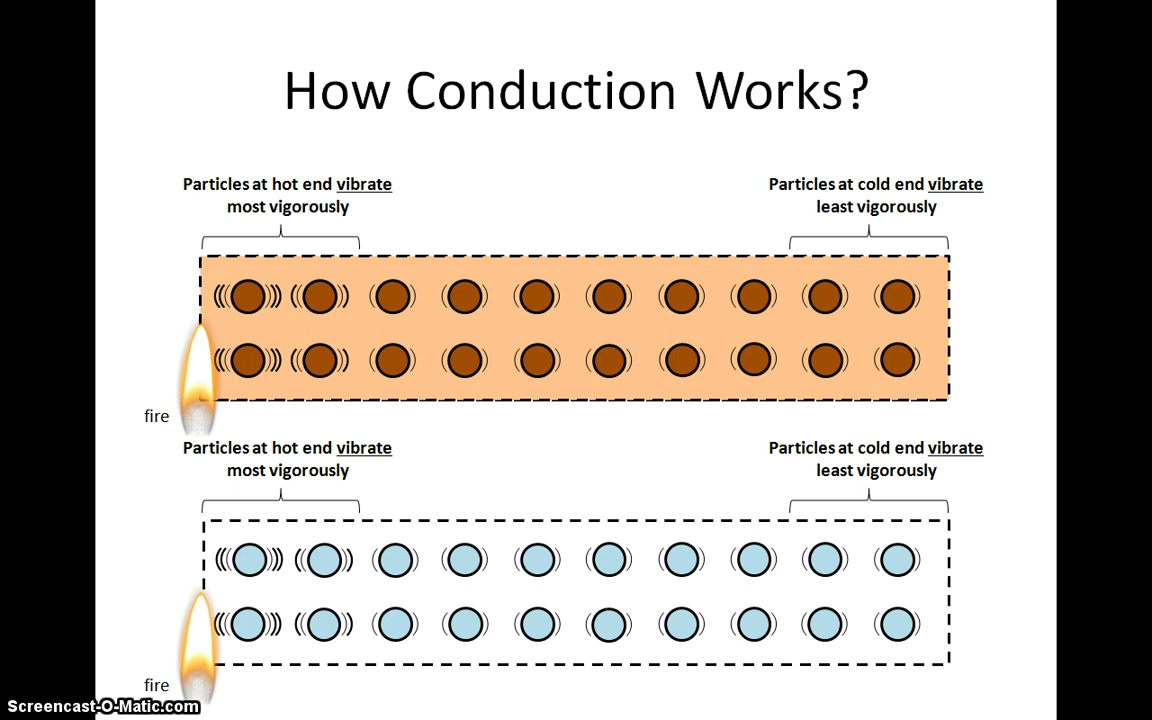 How Conduction Works?
Particles at hot end vibrate
most vigorously
Particles at cold end vibrate
least vigorously
fire
Particles at hot end vibrate
most vigorously
Particles at cold end vibrate
least vigorously
fire
Screencast-O-Matic.com